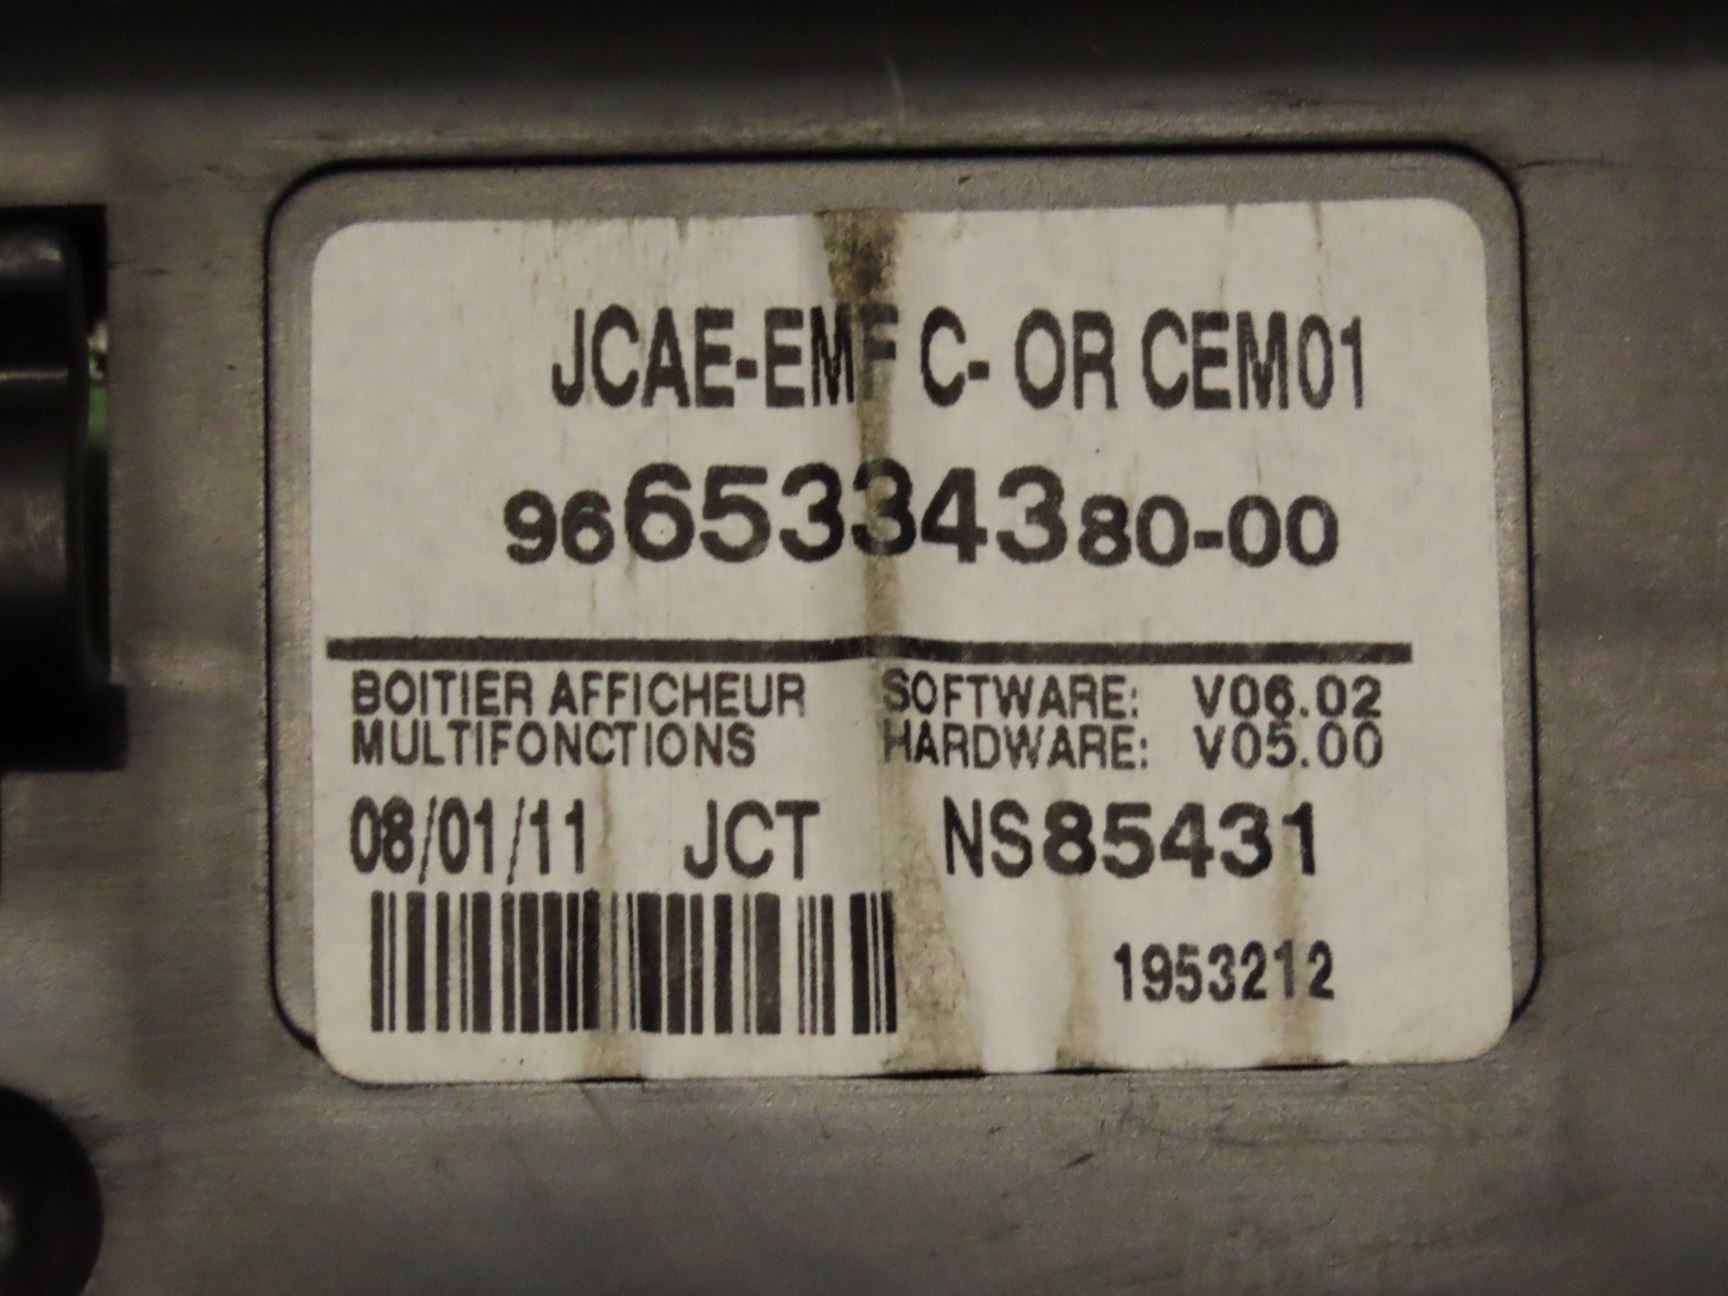 JCAE-EMF C- OR CEM01
9665334380-00
BOITIER AFFICHEUR SOFTWARE: V06.02
MULTIFONCTIONS HARDWARE: V05.00
08/01/11 JCT NS85431
1953212